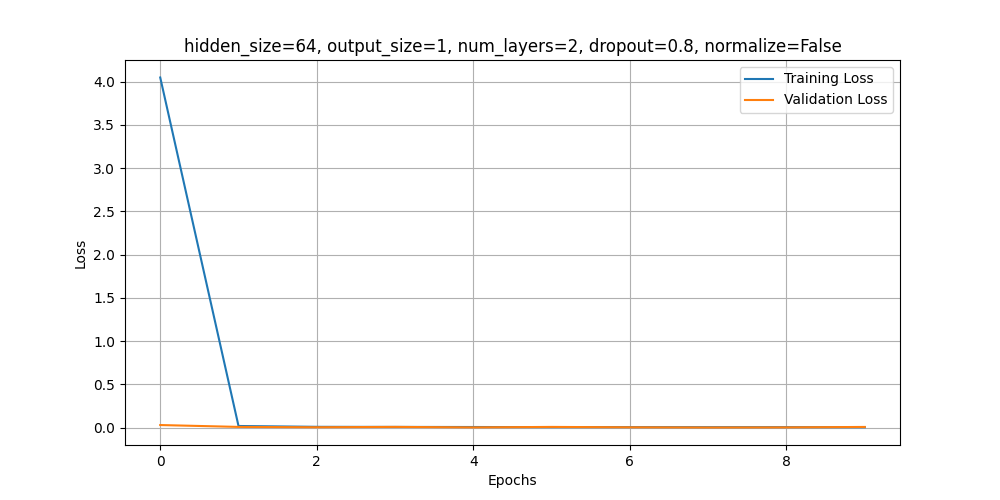 hidden_size=64, output_size=1, num_layers=2, dropout=0.8, normalize=False
Training Loss
Validation Loss
4.0
3.5
3.0
2.5
2.0
1.5
1.0
0.5
0.0
Loss
0 2 4 6 8
Epochs